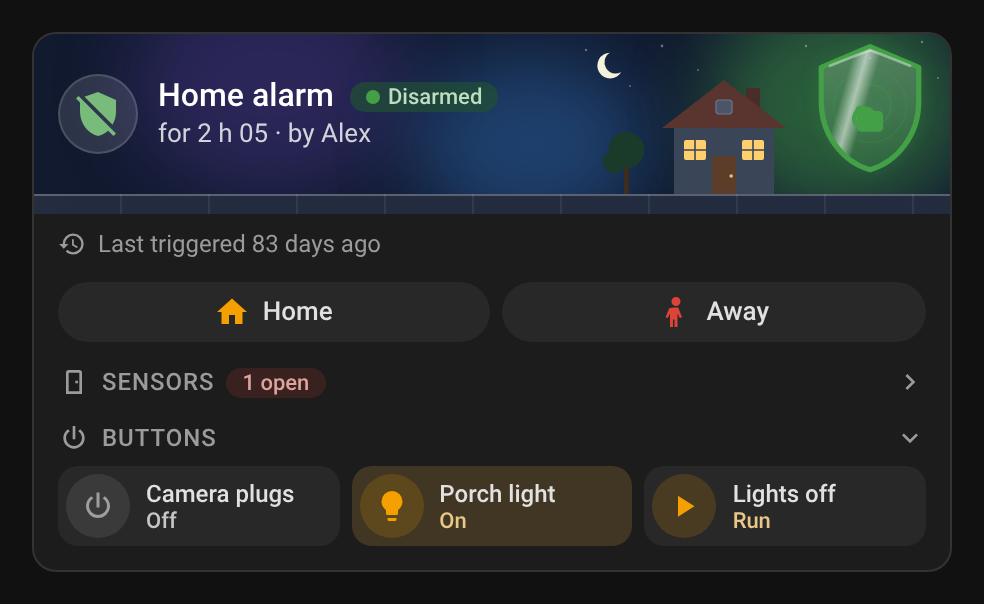 Home alarm Disarmed
for 2 h 05 · by Alex
Last triggered 83 days ago
Home Away
SENSORS 1 open
BUTTONS
Camera plugs Porch light Lights off
Off On Run